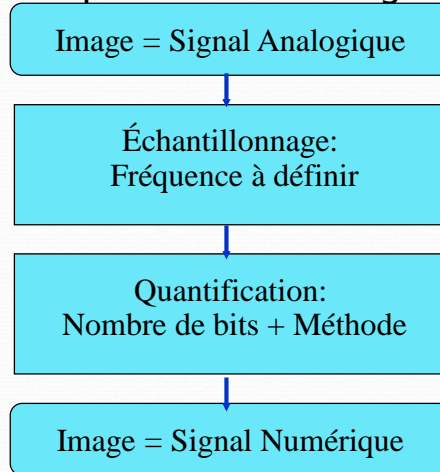 Image = Signal Analogique
Échantillonnage:
Fréquence à définir
Quantification:
Nombre de bits + Méthode
Image = Signal Numérique